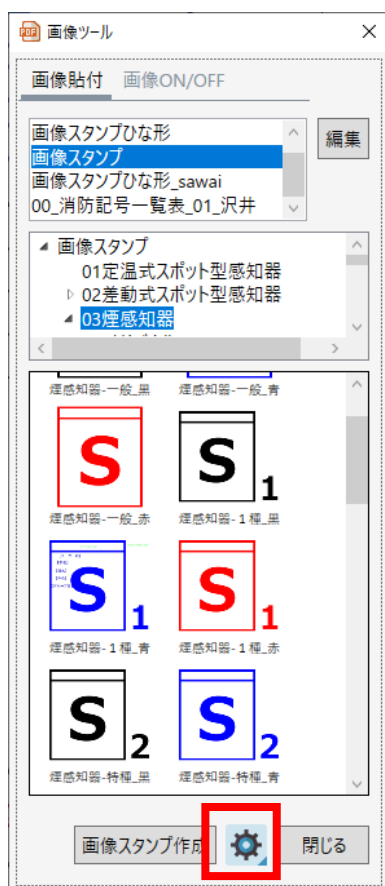 画像ツール
画像貼付 画像ON/OFF
画像スタンプひな形
編集
画像スタンプ
画像スタンプひな形_sawai
00_消防記号一覧表_01_沢井
画像スタンプ
01定温式スポット型感知器
02差動式スポット型感知器
03煙感知器
煙感知器-一般_黒 煙感知器-一般_青
S S1
煙感知器-一般_赤 煙感知器-1種_黒
S1 S1
煙感知器-1種_青 煙感知器-1種_赤
S2 S2
煙感知器-特種_黒 煙感知器-特種_青
画像スタンプ作成 閉じる